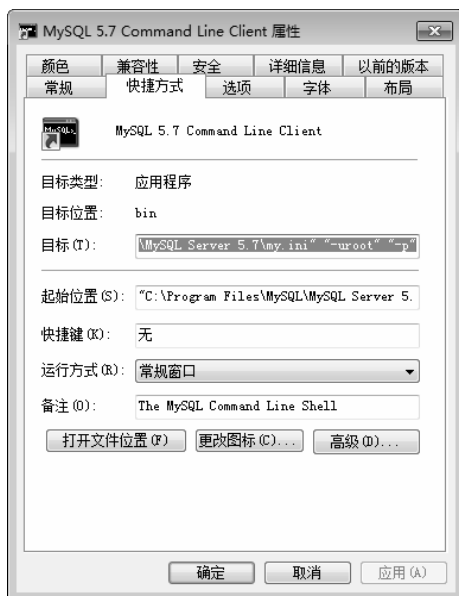 MySQL 5.7 Command Line Client 属性
颜色 兼容性 安全 详细信息 以前的版本
常规 快捷方式 选项 字体 布局
MySQL 5.7 Command Line Client
目标类型: 应用程序
目标位置: bin
目标(T): \MySQL Server 5.7\my.ini" "-uroot" "-p"
起始位置(S): "C:\Program Files\MySQL\MySQL Server 5.
快捷键(K): 无
运行方式(R): 常规窗口
备注(O): The MySQL Command Line Shell
打开文件位置(F) 更改图标(C)... 高级(D)...
确定 取消 应用(A)